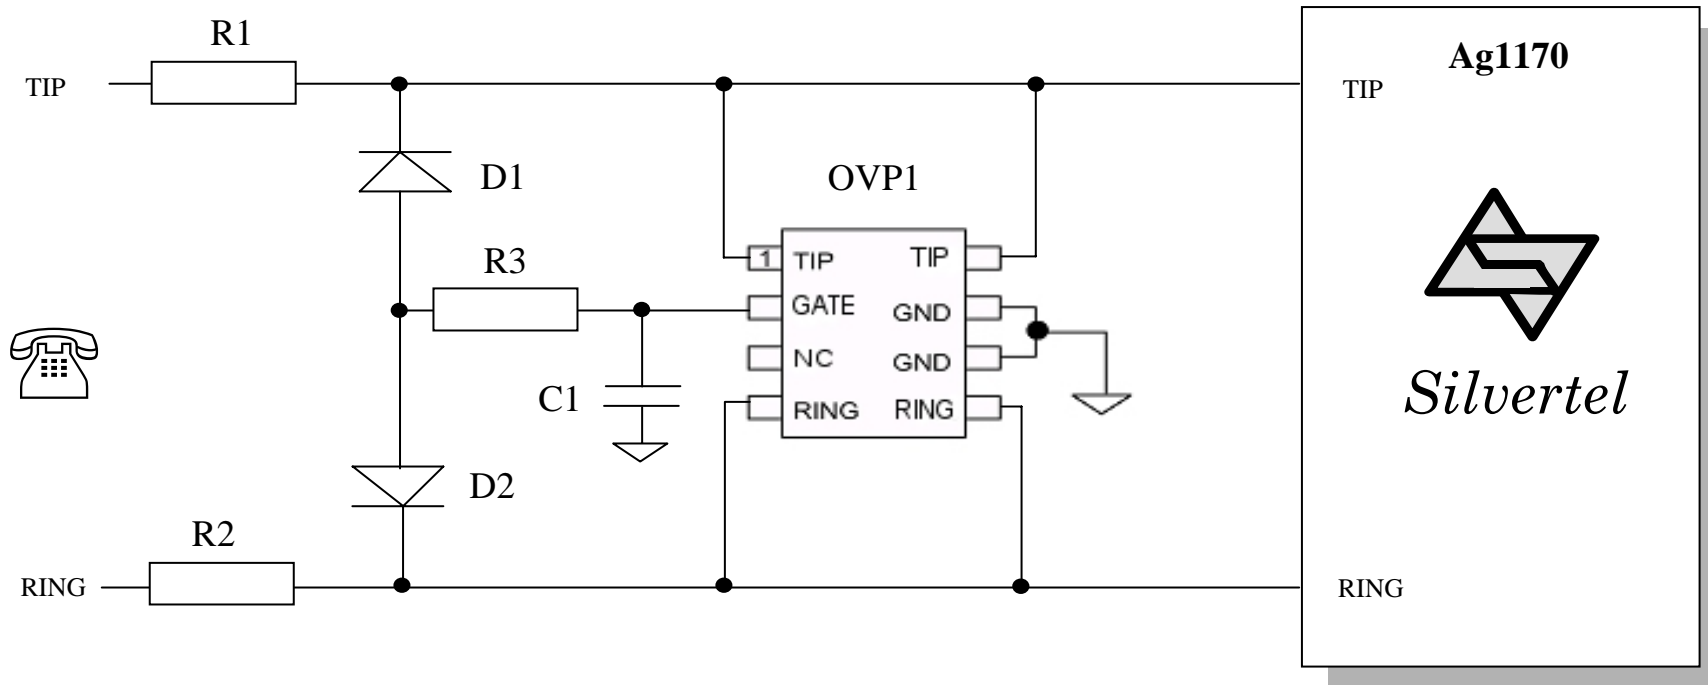 R1
Ag1170
TIP
TIP
D1
OVP1
R3
1 TIP
TIP
GATE
GND
NC
GND
C1
RING
RING
Silvertel
D2
R2
RING
RING